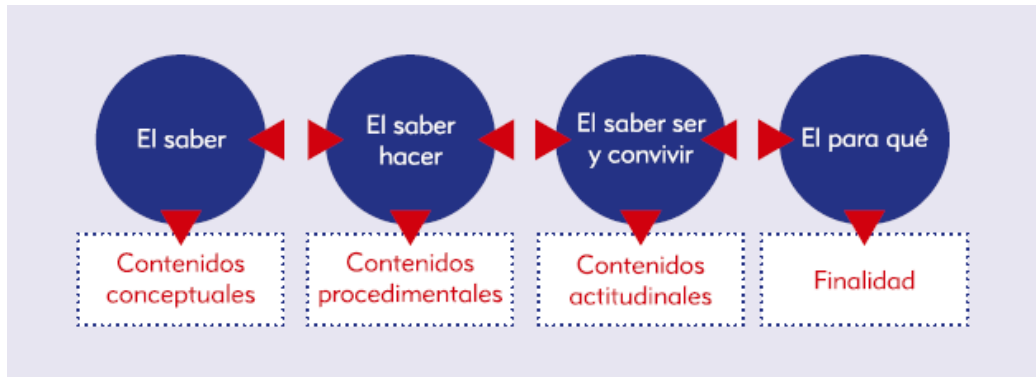 El saber
El saber
hacer
El saber ser
y convivir
El para qué
Contenidos
conceptuales
Contenidos
procedimentales
Contenidos
actitudinales
Finalidad